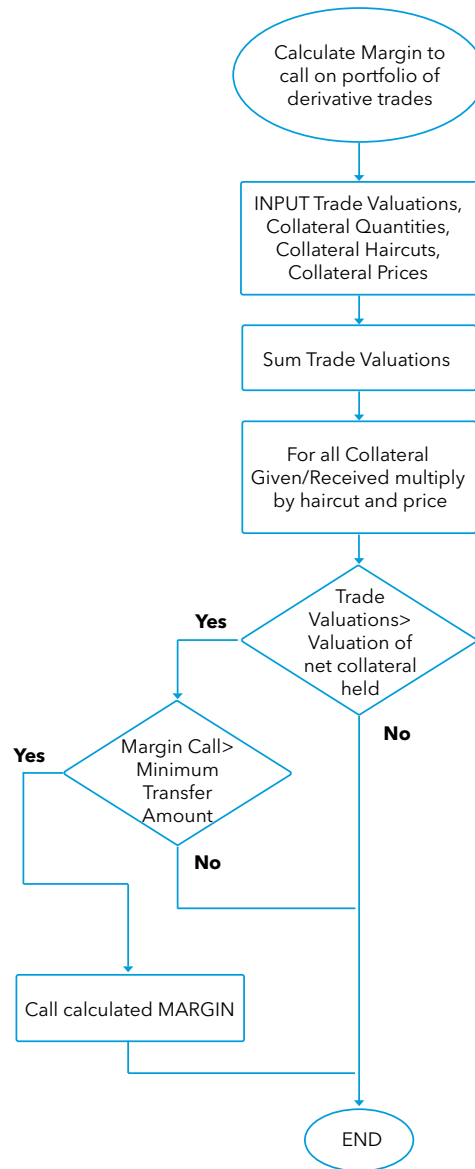 Calculate Margin to
call on portfolio of
derivative trades
INPUT Trade Valuations,
Collateral Quantities,
Collateral Haircuts,
Collateral Prices
Sum Trade Valuations
For all Collateral
Given/Received multiply
by haircut and price
Trade
Valuations>
Valuation of
net collateral
held
Yes
No
Margin Call>
Minimum
Transfer
Amount
Yes
No
Call calculated MARGIN
END